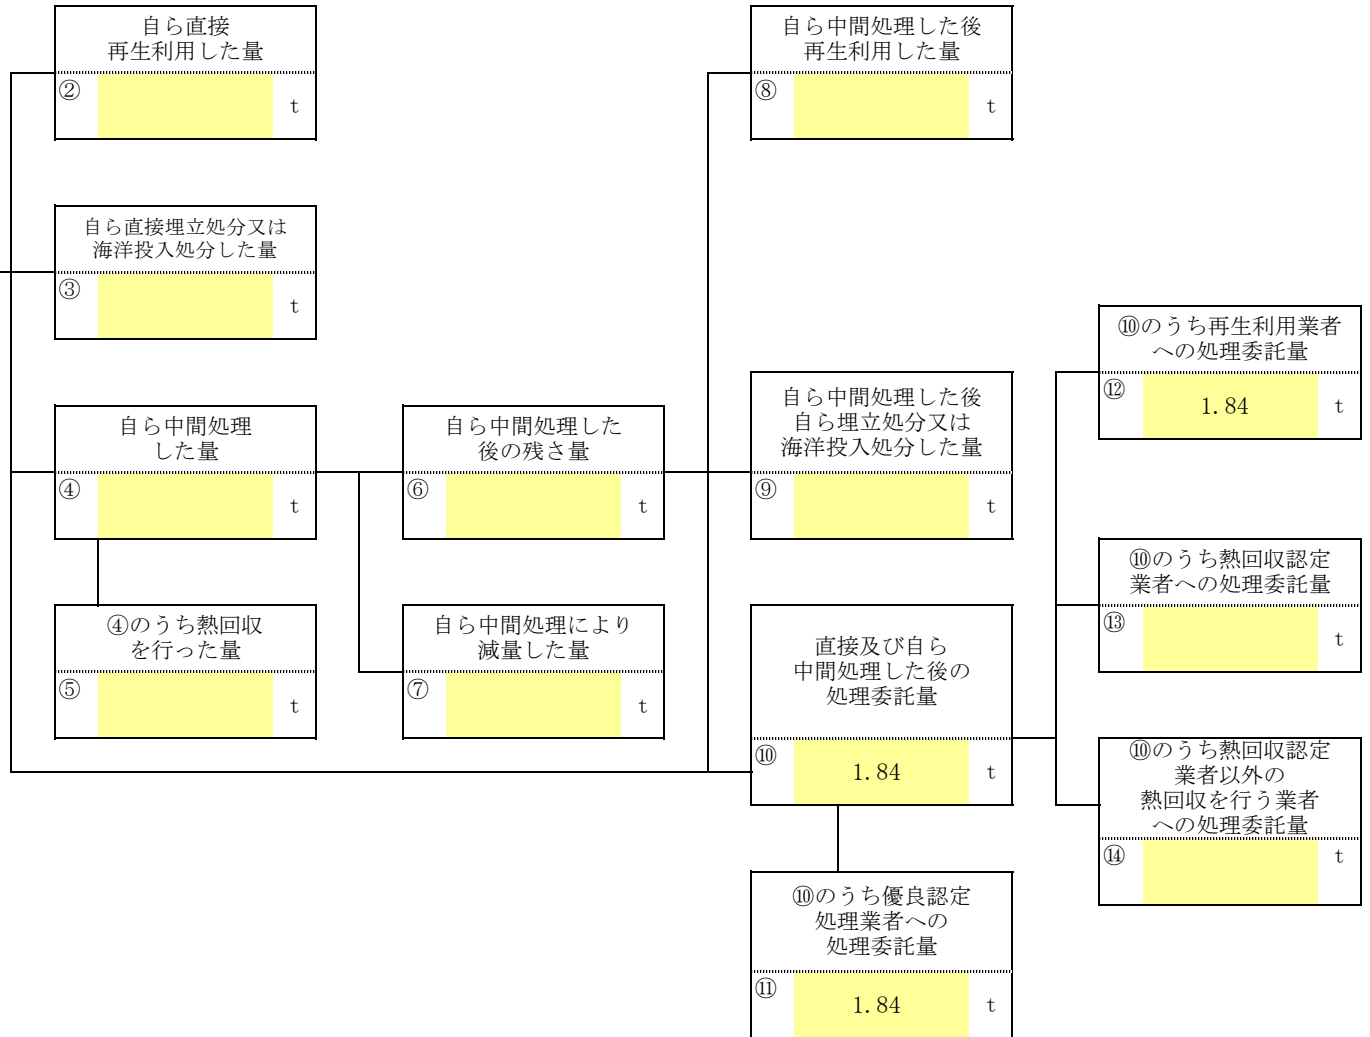 自ら直接
再生利用した量
② t
自ら直接埋立処分又は
海洋投入処分した量
③ t
自ら中間処理
した量
④ t
④のうち熱回収
を行った量
⑤ t
自ら中間処理した
後の残さ量
⑥ t
自ら中間処理により
減量した量
⑦ t
自ら中間処理した後
再生利用した量
⑧ t
自ら中間処理した後
自ら埋立処分又は
海洋投入処分した量
⑨ t
直接及び自ら
中間処理した後の
処理委託量
⑩ 1.84 t
⑩のうち優良認定
処理業者への
処理委託量
⑪ 1.84 t
⑩のうち再生利用業者
への処理委託量
⑫ 1.84 t
⑩のうち熱回収認定
業者への処理委託量
⑬ t
⑩のうち熱回収認定
業者以外の
熱回収を行う業者
への処理委託量
⑭ t